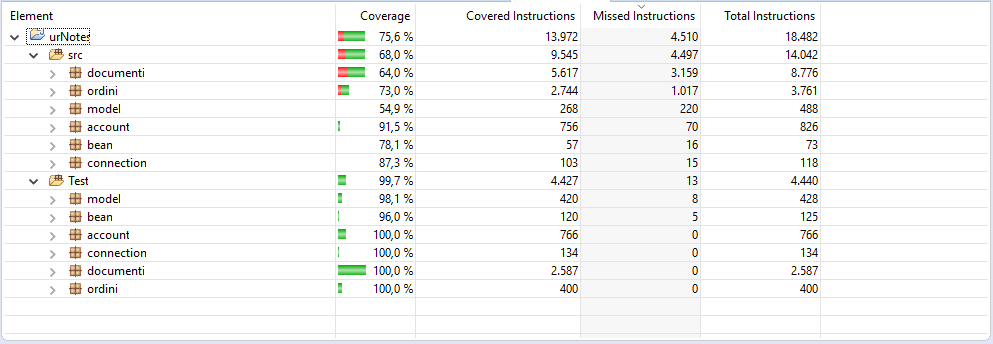 Element Coverage Covered Instructions Missed Instructions Total Instructions
urNotes 75,6 % 13.972 4.510 18.482
src 68,0 % 9.545 4.497 14.042
documenti 64,0 % 5.617 3.159 8.776
ordini 73,0 % 2.744 1.017 3.761
model 54,9 % 268 220 488
account 91,5 % 756 70 826
bean 78,1 % 57 16 73
connection 87,3 % 103 15 118
Test 99,7 % 4.427 13 4.440
model 98,1 % 420 8 428
bean 96,0 % 120 5 125
account 100,0 % 766 0 766
connection 100,0 % 134 0 134
documenti 100,0 % 2.587 0 2.587
ordini 100,0 % 400 0 400